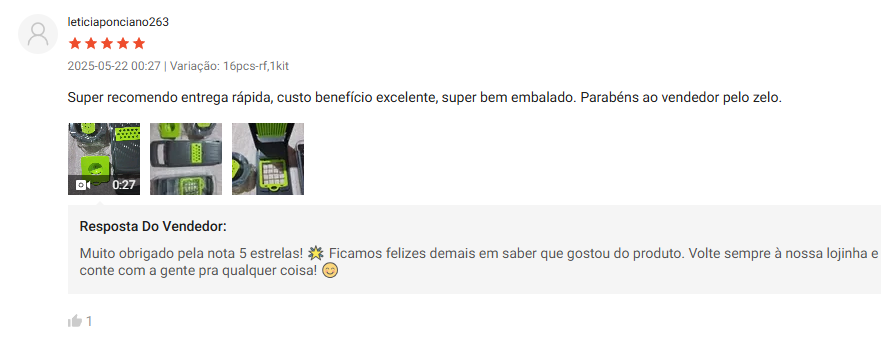 leticiaponciano263
2025-05-22 00:27 | Variação: 16pcs-rf,1kit
Super recomendo entrega rápida, custo benefício excelente, super bem embalado. Parabéns ao vendedor pelo zelo.
0:27
Resposta Do Vendedor:
Muito obrigado pela nota 5 estrelas! 🌟 Ficamos felizes demais em saber que gostou do produto. Volte sempre à nossa lojinha e
conte com a gente pra qualquer coisa! 😊
1